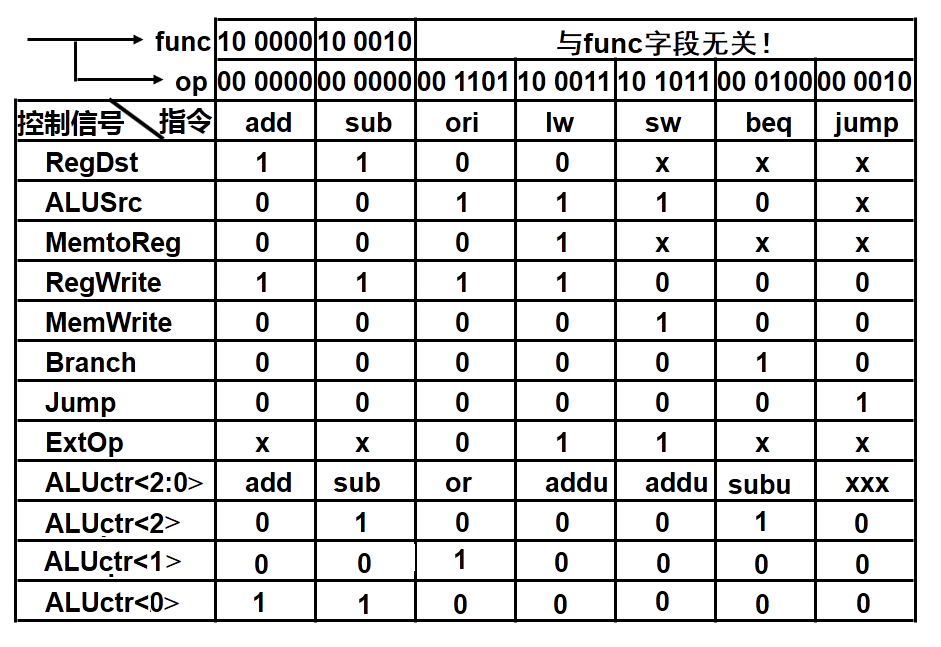 func 10 0000 10 0010 与func字段无关！
op 00 0000 00 0000 00 1101 10 0011 10 1011 00 0100 00 0010
控制信号 指令 add sub ori lw sw beq jump
RegDst 1 1 0 0 x x x
ALUSrc 0 0 1 1 1 0 x
MemtoReg 0 0 0 1 x x x
RegWrite 1 1 1 1 0 0 0
MemWrite 0 0 0 0 1 0 0
Branch 0 0 0 0 0 1 0
Jump 0 0 0 0 0 0 1
ExtOp x x 0 1 1 x x
ALUctr<2:0> add sub or addu addu subu xxx
ALUctr<2> 0 1 0 0 0 1 0
ALUctr<1> 0 0 1 0 0 0 0
ALUctr<0> 1 1 0 0 0 0 0